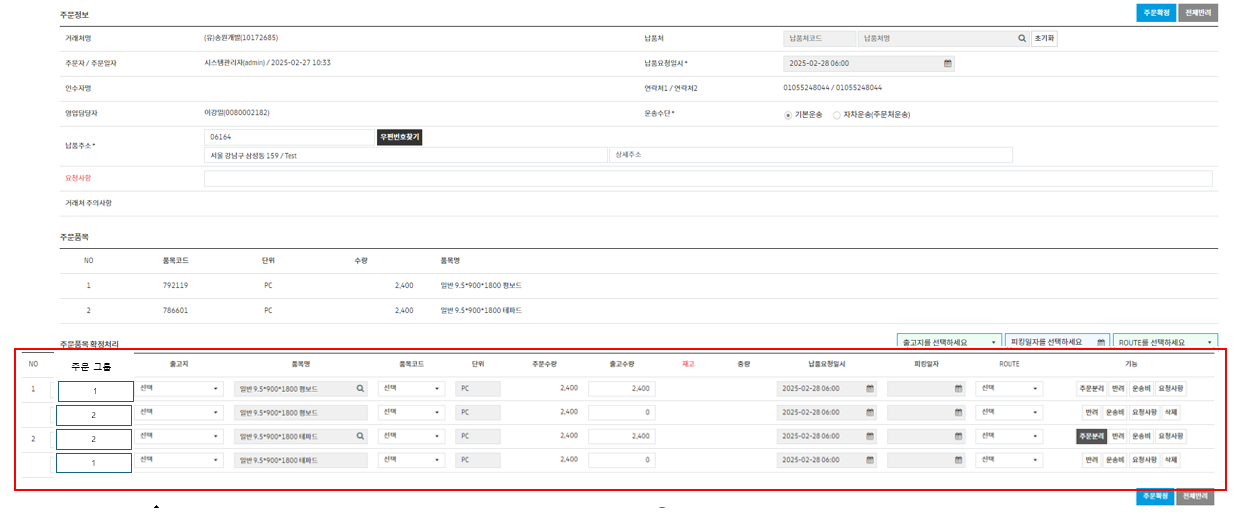 주문정보 주문확정 전체반려
거래처명 (유)송원개발(10172685) 납품처 납품처코드 납품처명 초기화
주문자 / 주문일자 시스템관리자(admin) / 2025-02-27 10:33 납품요청일시* 2025-02-28 06:00
인수자명 연락처1 / 연락처2 01055248044 / 01055248044
영업담당자 이강범(0080002182) 운송수단* 기본운송 자차운송(주문처운송)
납품주소* 06164 우편번호찾기
서울 강남구 삼성동 159 / Test 상세주소
요청사항
거래처 주의사항
주문품목
NO 품목코드 단위 수량 품목명
1 792119 PC 2,400 일반 9.5*900*1800 평보드
2 786601 PC 2,400 일반 9.5*900*1800 테파드
주문품목 확정처리 출고지를 선택하세요 피킹일자를 선택하세요 ROUTE를 선택하세요
NO 주문 그룹 출고지 품목명 품목코드 단위 주문수량 출고수량 재고 중량 납품요청일시 피킹일자 ROUTE 기능
1 1 선택 일반 9.5*900*1800 평보드 선택 PC 2,400 2,400 2025-02-28 06:00 선택 주문분리 반려 운송비 요청사항
2 선택 일반 9.5*900*1800 평보드 선택 PC 2,400 0 2025-02-28 06:00 선택 반려 운송비 요청사항 삭제
2 2 선택 일반 9.5*900*1800 테파드 선택 PC 2,400 2,400 2025-02-28 06:00 선택 주문분리 반려 운송비 요청사항
1 선택 일반 9.5*900*1800 테파드 선택 PC 2,400 0 2025-02-28 06:00 선택 반려 운송비 요청사항 삭제
주문확정 전체반려